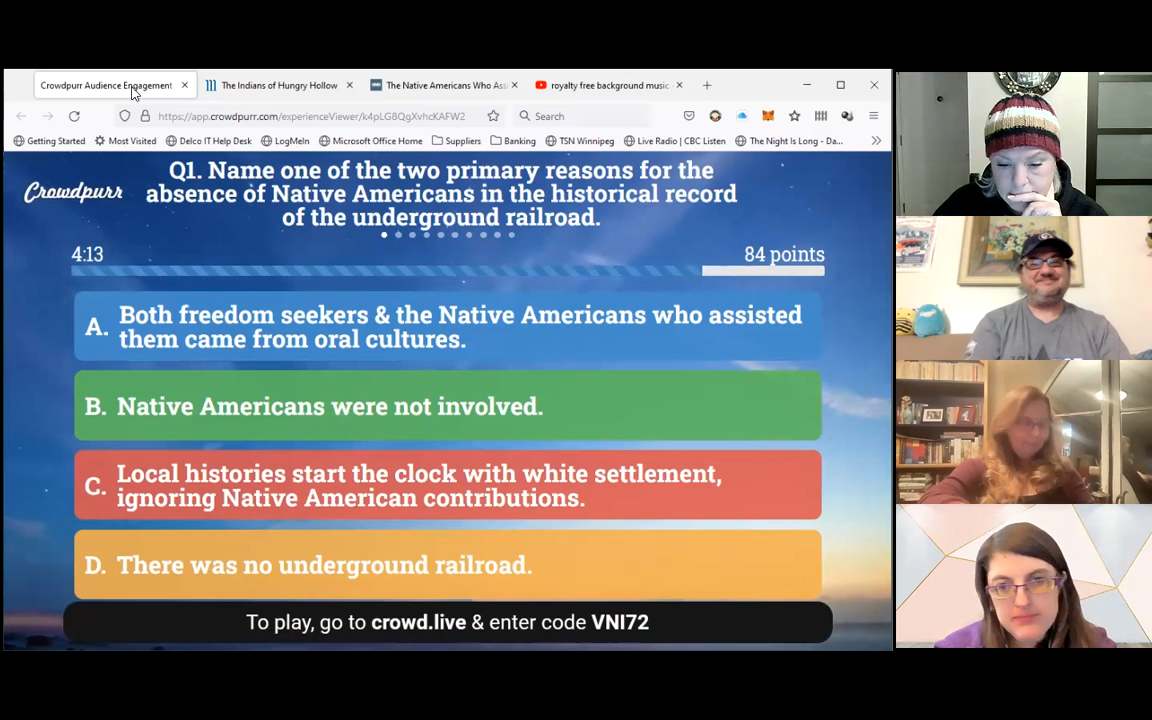 Crowdpurr Audience Engagement
The Indians of Hungry Hollow
The Native Americans Who Assi
royalty free background music
https://app.crowdpurr.com/experienceViewer/k4pLG8QgXvhcKAFW2
Search
Getting Started
Most Visited
Delco IT Help Desk
LogMeIn
Microsoft Office Home
Suppliers
Banking
TSN Winnipeg
Live Radio | CBC Listen
The Night Is Long - Da...
Crowdpurr
Q1. Name one of the two primary reasons for the
absence of Native Americans in the historical record
of the underground railroad.
4:13
84 points
A. Both freedom seekers & the Native Americans who assisted
them came from oral cultures.
B. Native Americans were not involved.
C. Local histories start the clock with white settlement,
ignoring Native American contributions.
D. There was no underground railroad.
To play, go to crowd.live & enter code VNI72